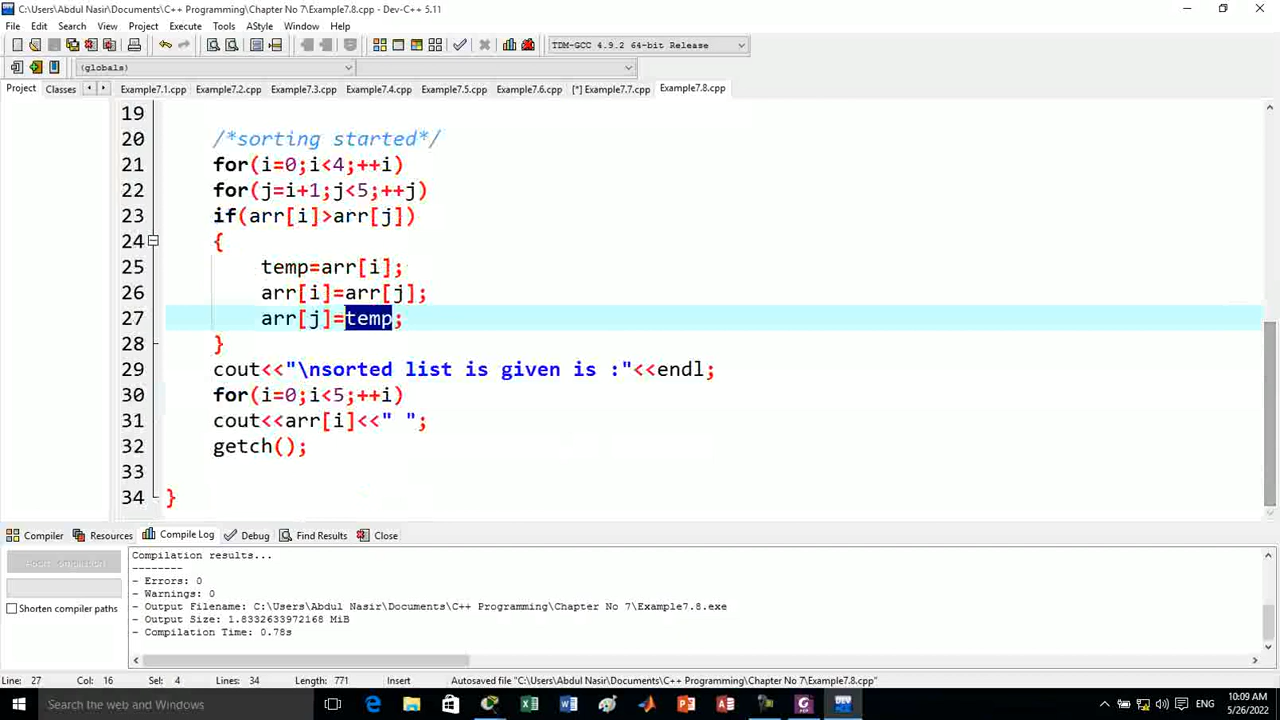 C:\Users\Abdul Nasir\Documents\C++ Programming\Chapter No 7\Example7.8.cpp - Dev-C++ 5.11
File Edit Search View Project Execute Tools AStyle Window Help
TDM-GCC 4.9.2 64-bit Release
(globals)
Project Classes Example7.1.cpp Example7.2.cpp Example7.3.cpp Example7.4.cpp Example7.5.cpp Example7.6.cpp [*] Example7.7.cpp Example7.8.cpp
19
20 /*sorting started*/
21 for(i=0;i<4;++i)
22 for(j=i+1;j<5;++j)
23 if(arr[i]>arr[j])
24 {
25 temp=arr[i];
26 arr[i]=arr[j];
27 arr[j]=temp;
28 }
29 cout<<"\nsorted list is given is :"<<endl;
30 for(i=0;i<5;++i)
31 cout<<arr[i]<<" ";
32 getch();
33
34 }
Compiler Resources Compile Log Debug Find Results Close
Abort Compilation
Shorten compiler paths
Compilation results...
--------
- Errors: 0
- Warnings: 0
- Output Filename: C:\Users\Abdul Nasir\Documents\C++ Programming\Chapter No 7\Example7.8.exe
- Output Size: 1.8332633972168 MiB
- Compilation Time: 0.78s
Line: 27 Col: 16 Sel: 4 Lines: 34 Length: 771 Insert Autosaved file "C:\Users\Abdul Nasir\Documents\C++ Programming\Chapter No 7\Example7.8.cpp"
Search the web and Windows
ENG
10:09 AM
5/26/2022